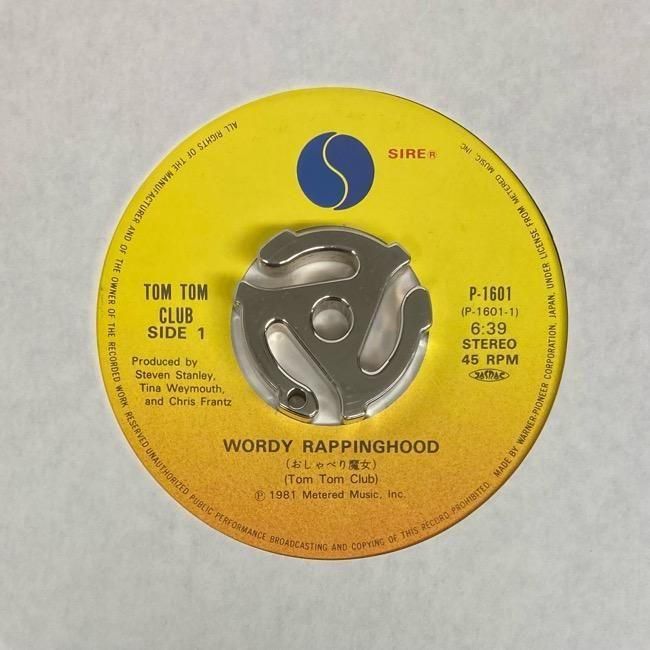 SIRE®
TOM TOM
CLUB
SIDE 1
Produced by
Steven Stanley,
Tina Weymouth,
and Chris Frantz
P-1601
(P-1601-1)
6:39
STEREO
45 RPM
JASRAC
WORDY RAPPINGHOOD
(おしゃべり魔女)
(Tom Tom Club)
Ⓟ 1981 Metered Music, Inc.
ALL RIGHTS OF THE MANUFACTURER AND OF THE OWNER OF THE RECORDED WORK RESERVED UNAUTHORIZED PUBLIC PERFORMANCE BROADCASTING AND COPYING OF THIS RECORD PROHIBITED. MADE BY WARNER-PIONEER CORPORATION, JAPAN, UNDER LICENSE FROM METERED MUSIC, INC.